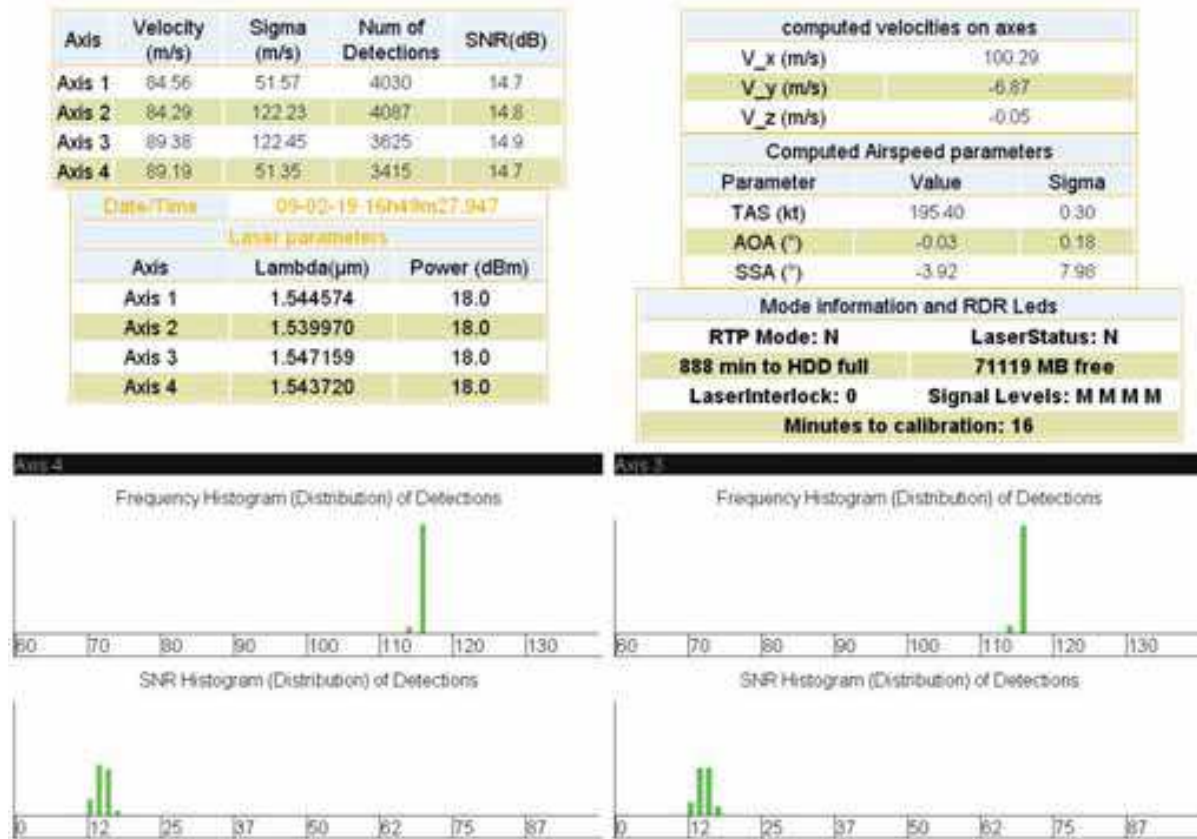 Axis Velocity (m/s) Sigma (m/s) Num of Detections SNR(dB)
Axis 1 84.56 51.57 4030 14.7
Axis 2 84.29 122.23 4087 14.8
Axis 3 89.38 122.45 3625 14.9
Axis 4 89.19 51.35 3415 14.7
Date/Time 09-02-19 16h49m27.947
Laser parameters
Axis Lambda(µm) Power (dBm)
Axis 1 1.544574 18.0
Axis 2 1.539970 18.0
Axis 3 1.547159 18.0
Axis 4 1.543720 18.0
computed velocities on axes
V_x (m/s) 100.29
V_y (m/s) -6.87
V_z (m/s) -0.05
Computed Airspeed parameters
Parameter Value Sigma
TAS (kt) 195.40 0.30
AOA (°) -0.03 0.18
SSA (°) -3.92 7.98
Mode information and RDR Leds
RTP Mode: N LaserStatus: N
888 min to HDD full 71119 MB free
LaserInterlock: 0 Signal Levels: M M M M
Minutes to calibration: 16
Axis 4
Frequency Histogram (Distribution) of Detections
60 70 80 90 100 110 120 130
SNR Histogram (Distribution) of Detections
0 12 25 37 50 62 75 87
Axis 3
Frequency Histogram (Distribution) of Detections
60 70 80 90 100 110 120 130
SNR Histogram (Distribution) of Detections
0 12 25 37 50 62 75 87